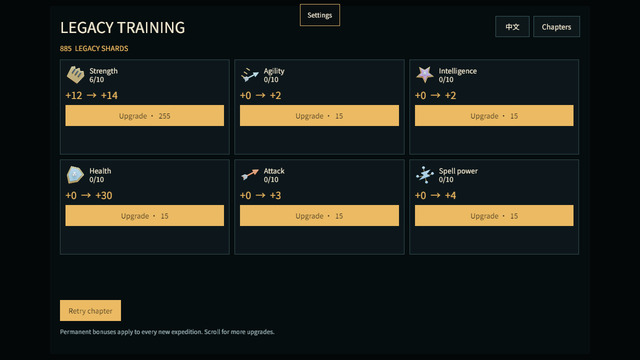 Settings
LEGACY TRAINING
中文
Chapters
885 LEGACY SHARDS
Strength
6/10
+12 → +14
Upgrade · 255
Agility
0/10
+0 → +2
Upgrade · 15
Intelligence
0/10
+0 → +2
Upgrade · 15
Health
0/10
+0 → +30
Upgrade · 15
Attack
0/10
+0 → +3
Upgrade · 15
Spell power
0/10
+0 → +4
Upgrade · 15
Retry chapter
Permanent bonuses apply to every new expedition. Scroll for more upgrades.